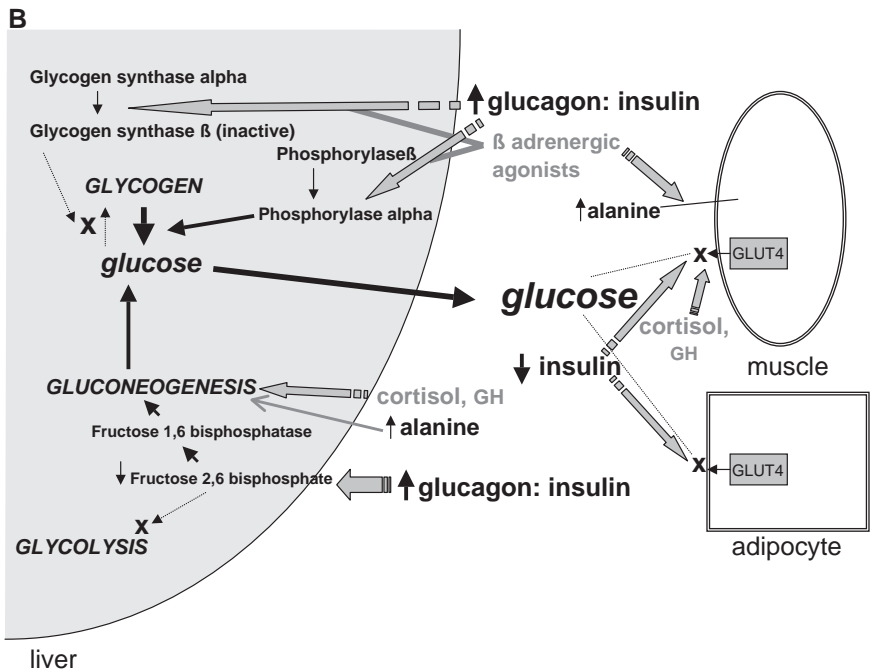 B
Glycogen synthase alpha
glucagon: insulin
Glycogen synthase ß (inactive)
ß adrenergic
agonists
Phosphorylaseß
GLYCOGEN
Phosphorylase alpha
alanine
X
glucose
X
GLUT4
glucose
cortisol,
GH
insulin
muscle
GLUCONEOGENESIS
cortisol, GH
alanine
Fructose 1,6 bisphosphatase
Fructose 2,6 bisphosphate
glucagon: insulin
X
GLUT4
X
GLYCOLYSIS
adipocyte
liver